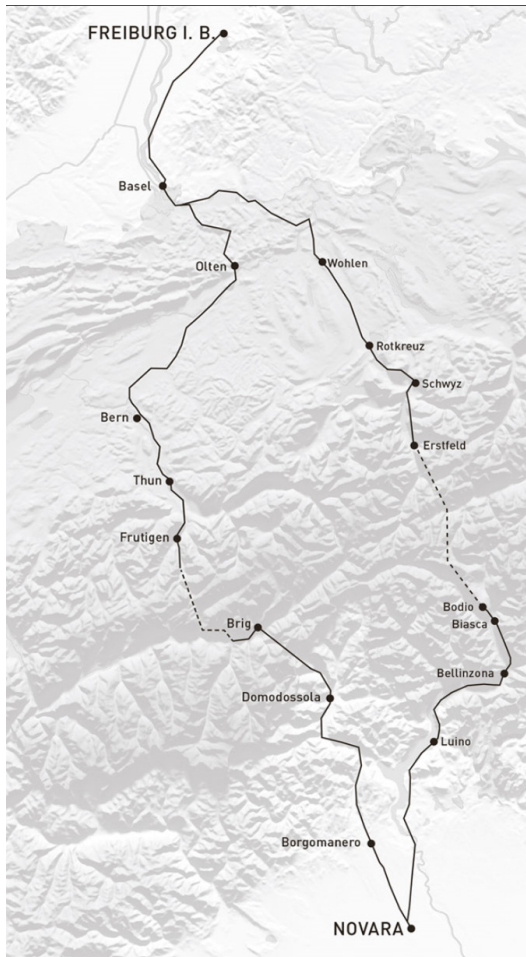 FREIBURG I. B.
Basel
Olten
Wohlen
Rotkreuz
Schwyz
Bern
Erstfeld
Thun
Frutigen
Bodio
Biasca
Brig
Bellinzona
Domodossola
Luino
Borgomanero
NOVARA